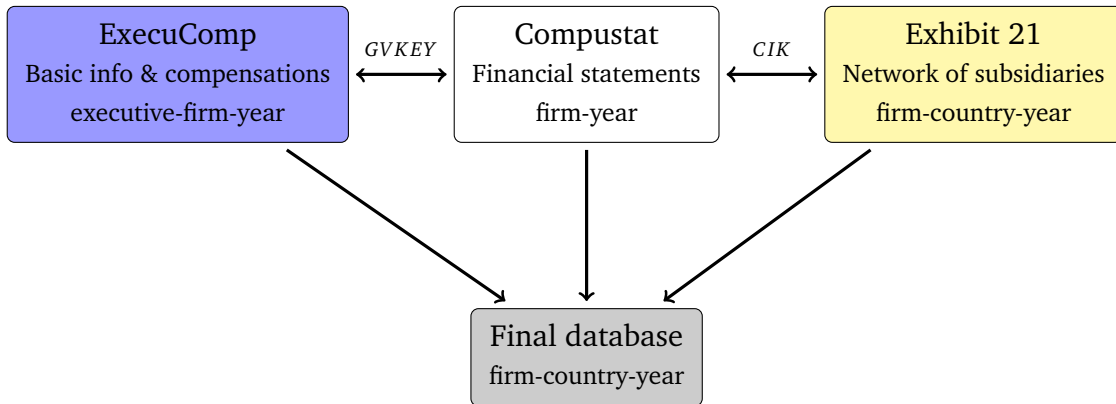 ExecuComp
Basic info & compensations
executive-firm-year
GVKEY
Compustat
Financial statements
firm-year
CIK
Exhibit 21
Network of subsidiaries
firm-country-year
Final database
firm-country-year